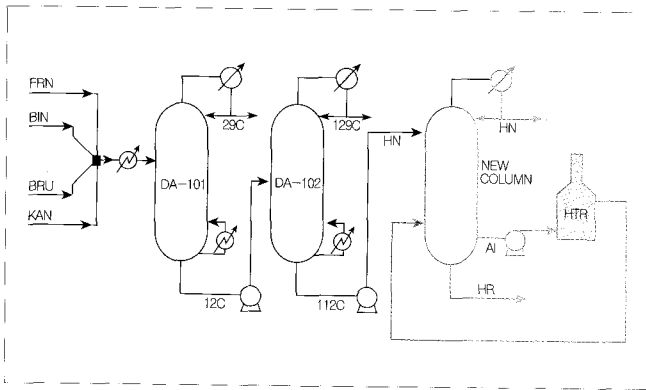 FRN
BIN
BRU
KAN
DA-101
29C
12C
DA-102
129C
112C
HN
NEW
COLUMN
HN
AI
HTR
HR